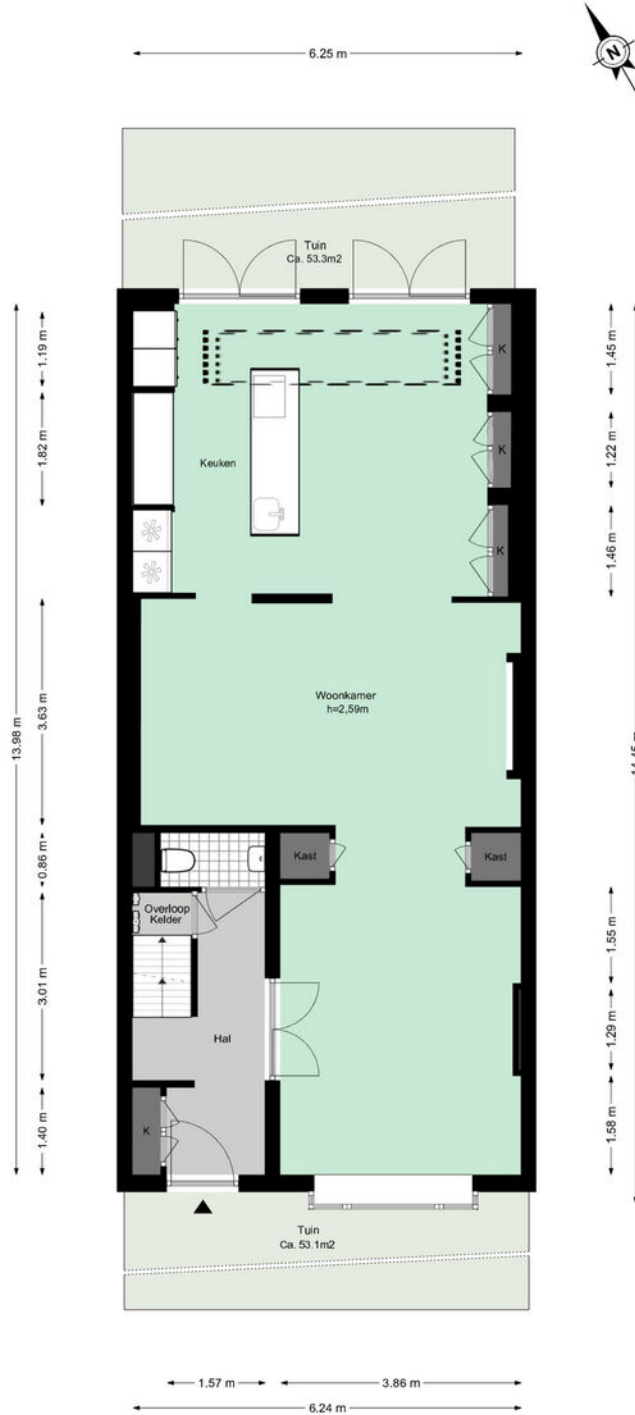 N
6.25 m
Tuin
Ca. 53.3m2
1.19 m
1.45 m
K
1.82 m
1.22 m
K
Keuken
1.46 m
K
13.98 m
3.63 m
Woonkamer
h=2,59m
14.45 m
0.86 m
Kast
Kast
Overloop
Kelder
1.55 m
3.01 m
Hal
1.29 m
1.40 m
K
1.58 m
Tuin
Ca. 53.1m2
1.57 m
3.86 m
6.24 m